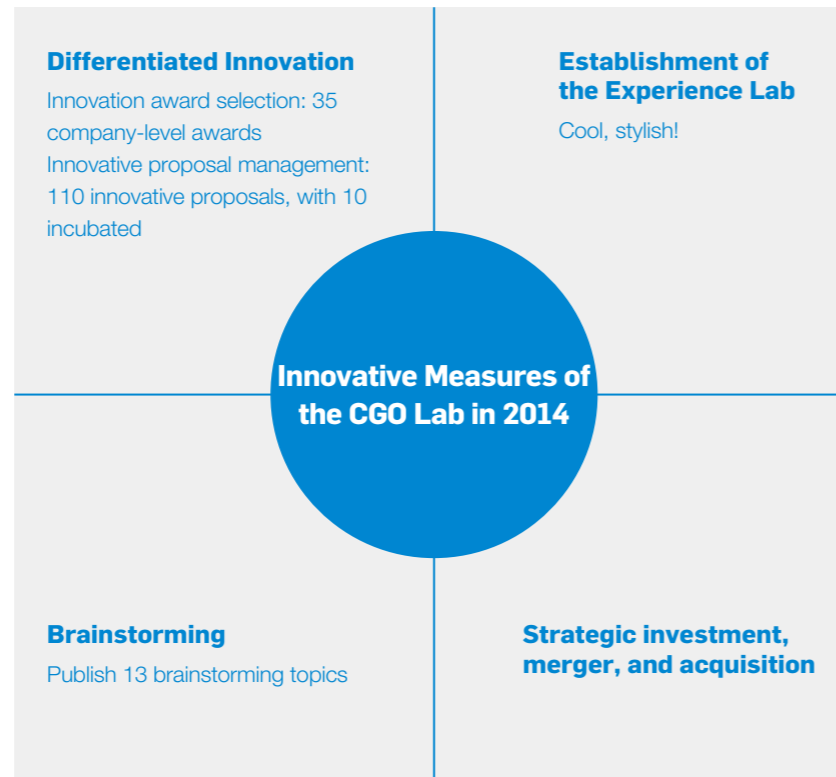 Differentiated Innovation
Innovation award selection: 35
company-level awards
Innovative proposal management:
110 innovative proposals, with 10
incubated
Establishment of
the Experience Lab
Cool, stylish!
Innovative Measures of
the CGO Lab in 2014
Brainstorming
Publish 13 brainstorming topics
Strategic investment,
merger, and acquisition